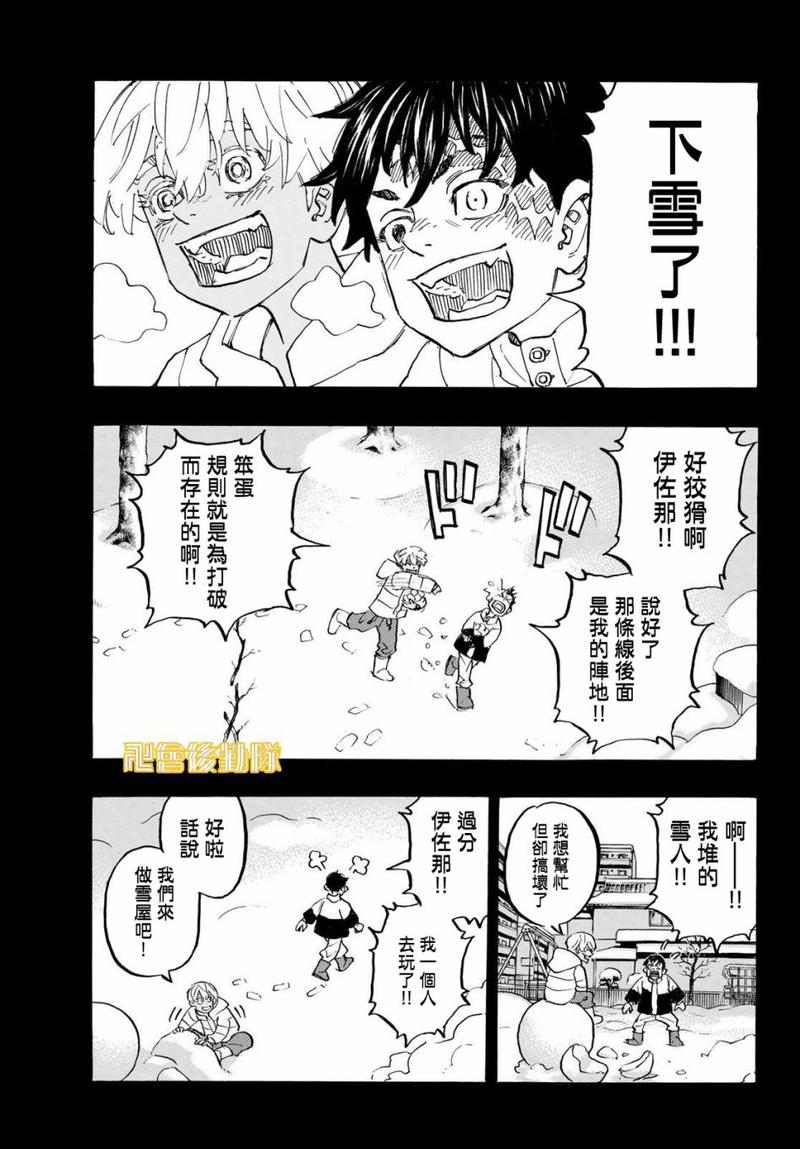 下雪了!!!
好狡猾啊
伊佐那!!
說好了
那條線後面
是我的陣地!!
ドドド
笨蛋
規則就是為打破
而存在的啊!!
卍會後勤隊
啊——
我堆的
雪人!!
我想幫忙
但卻搞壞了
過分
伊佐那!!
我一個人
去玩了!!
好啦
話說
我們來
做雪屋吧!